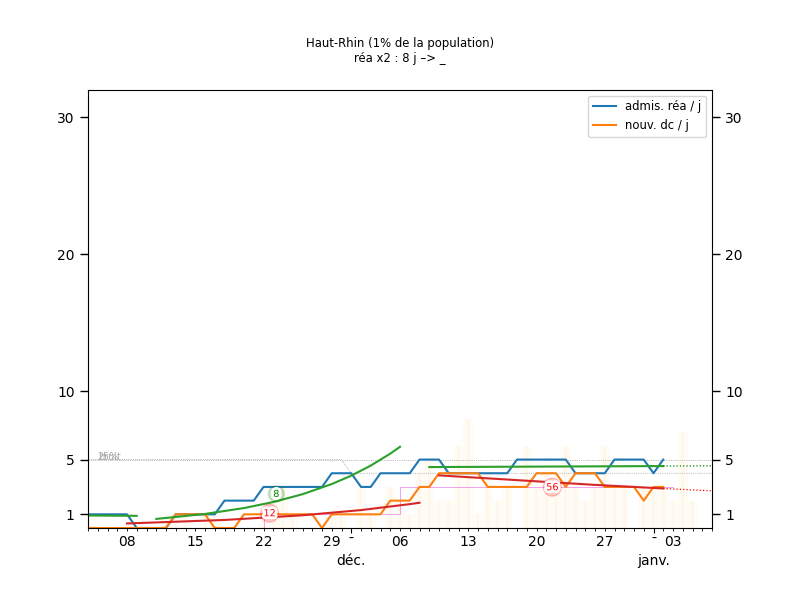 Haut-Rhin (1% de la population)
réa x2 : 8 j –> _
admis. réa / j
nouv. dc / j
30 30
20 20
10 10
5 5
1 1
8
12
56
08 15 22 29 - 06 13 20 27 - 03
déc. janv.